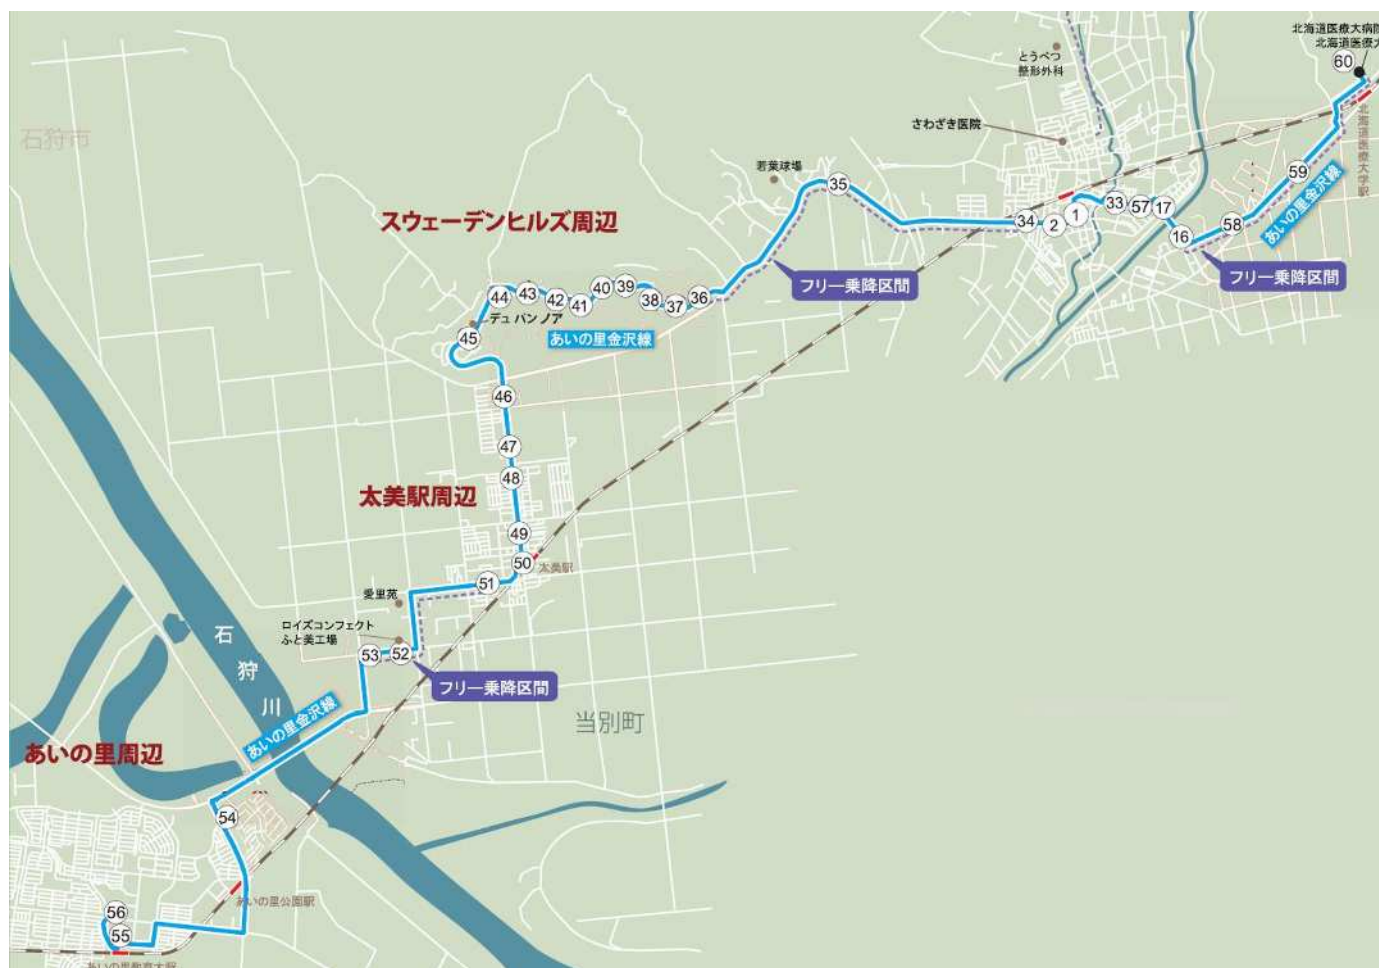 北海道医療大病院
北海道医療大
60
とうべつ
整形外科
石狩市
さわざき医院
北海道医療大学駅
若葉球場
35
59
33
57
17
34
2
1
16
58
あいの里金沢線
スウェーデンヒルズ周辺
フリー乗降区間
フリー乗降区間
44
43
42
41
40
39
38
37
36
デュ パン ノア
45
あいの里金沢線
46
47
太美駅周辺
48
49
50
太美駅
51
愛里苑
ロイズコンフェクト
ふと美工場
53
52
フリー乗降区間
石狩川
あいの里金沢線
当別町
あいの里周辺
54
あいの里公園駅
56
55
あいの里教育大駅